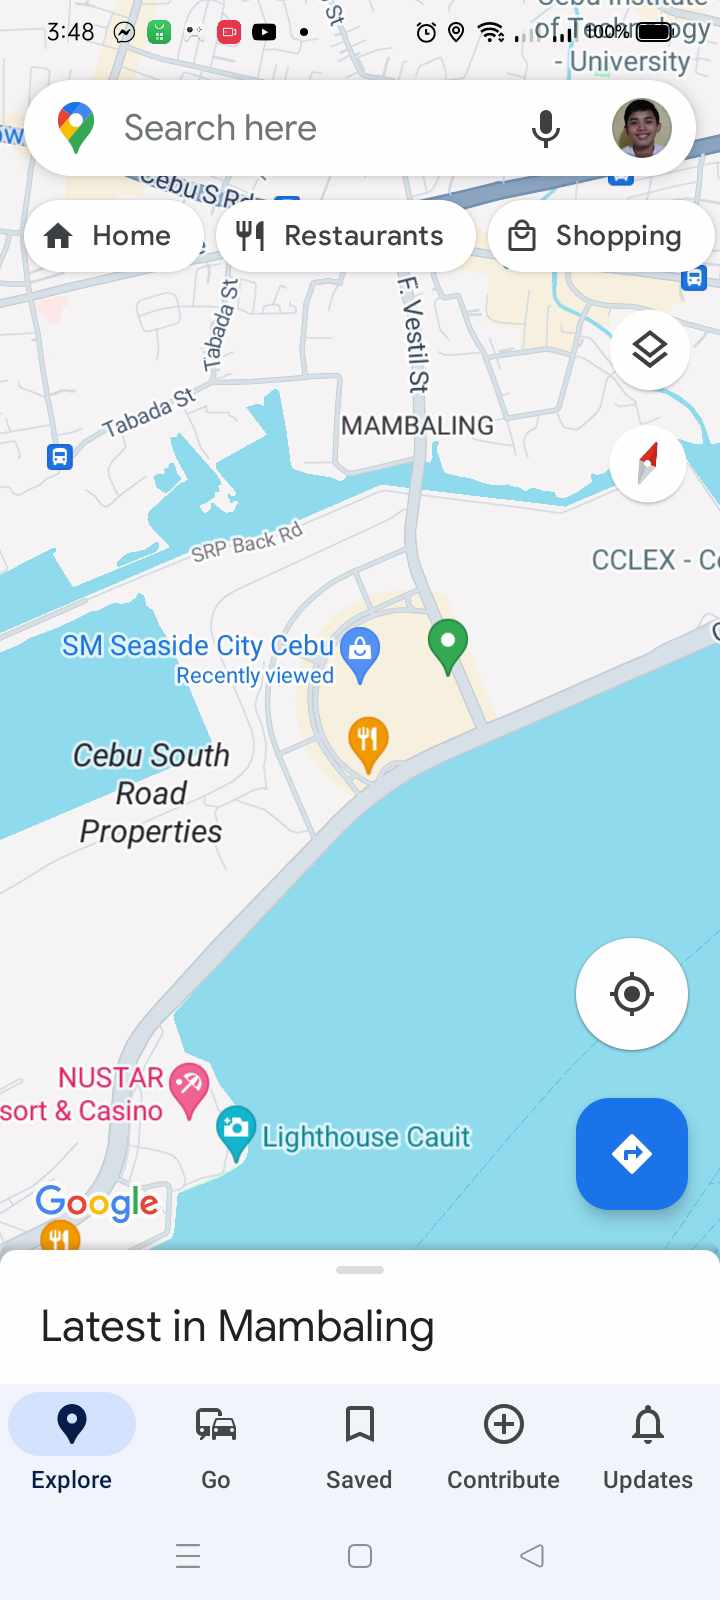 3:48
100%
Cebu Institute
of Technology
- University
Search here
Cebu S Rd
Home
Restaurants
Shopping
Tabada St
F. Vestil St
Tabada St
MAMBALING
SRP Back Rd
CCLEX - C
SM Seaside City Cebu
Recently viewed
Cebu South
Road
Properties
NUSTAR
sort & Casino
Lighthouse Cauit
Google
Latest in Mambaling
Explore
Go
Saved
Contribute
Updates